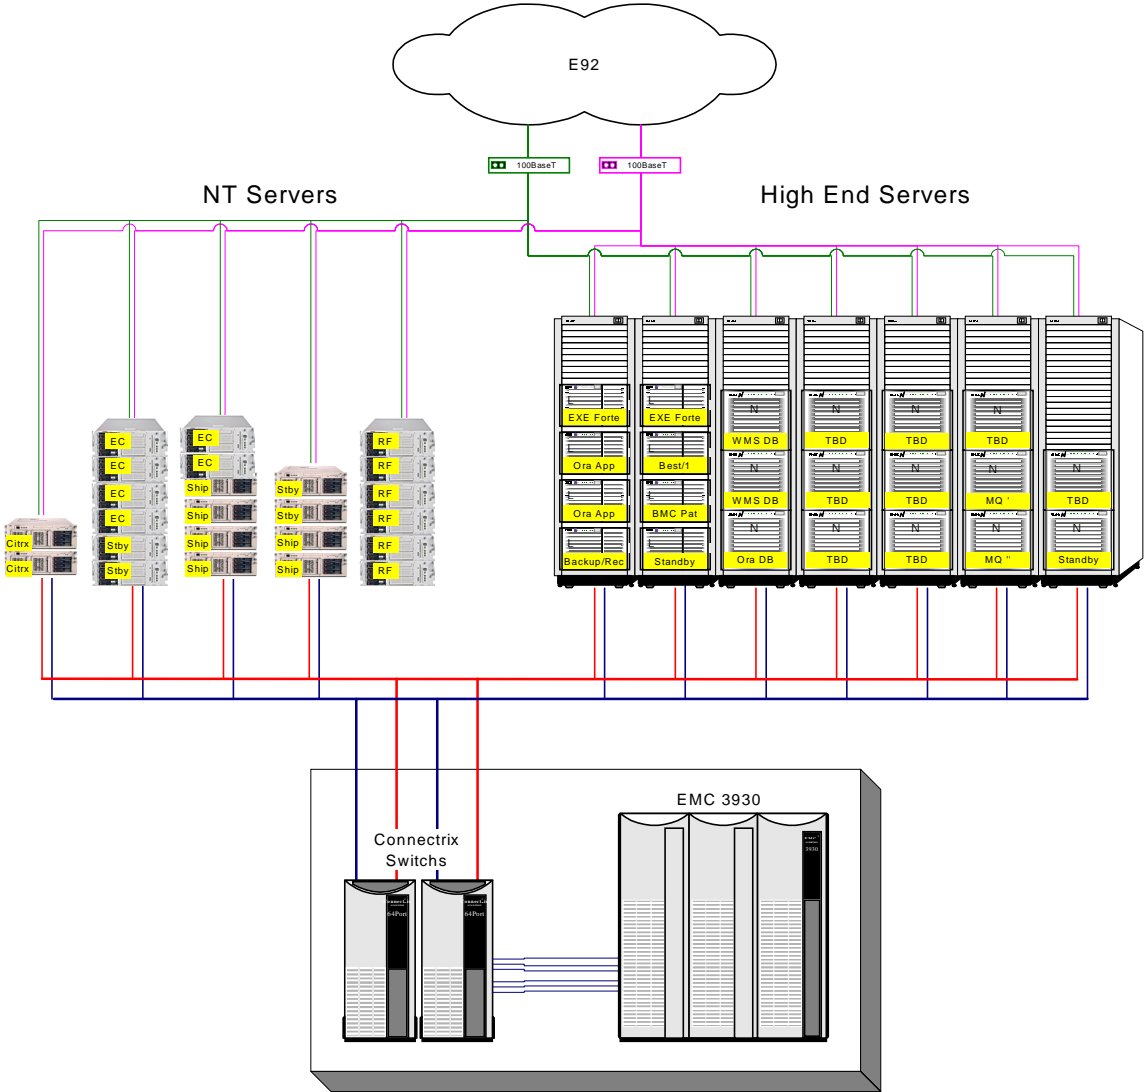 E92
100BaseT
100BaseT
NT Servers
High End Servers
EXE Forte
EXE Forte
N
N
N
N
WMS DB
TBD
TBD
TBD
EC
EC
RF
EC
EC
RF
Ora App
Best/1
N
N
N
N
N
WMS DB
TBD
TBD
MQ '
TBD
EC
Ship
Stby
RF
Ora App
BMC Pat
EC
Ship
Stby
RF
N
N
N
N
N
Citrx
Stby
Ship
Ship
RF
Citrx
Stby
Ship
Ship
RF
Backup/Rec
Standby
Ora DB
TBD
TBD
MQ "
Standby
EMC 3930
Connectrix
Switchs
64Port
64Port
3930